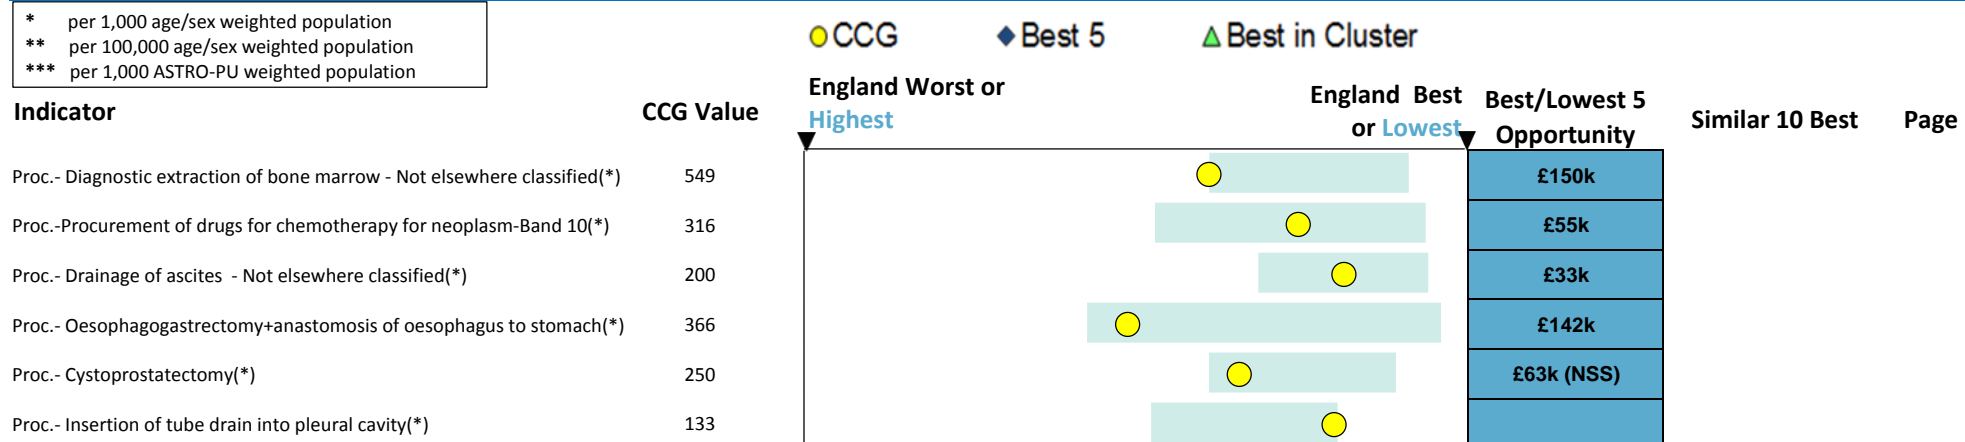 * per 1,000 age/sex weighted population
** per 100,000 age/sex weighted population
*** per 1,000 ASTRO-PU weighted population
CCG Best 5 Best in Cluster
Indicator CCG Value England Worst or Highest England Best or Lowest Best/Lowest 5 Opportunity Similar 10 Best Page
Proc.- Diagnostic extraction of bone marrow - Not elsewhere classified(*) 549 £150k
Proc.-Procurement of drugs for chemotherapy for neoplasm-Band 10(*) 316 £55k
Proc.- Drainage of ascites - Not elsewhere classified(*) 200 £33k
Proc.- Oesophagogastrectomy+anastomosis of oesophagus to stomach(*) 366 £142k
Proc.- Cystoprostatectomy(*) 250 £63k (NSS)
Proc.- Insertion of tube drain into pleural cavity(*) 133